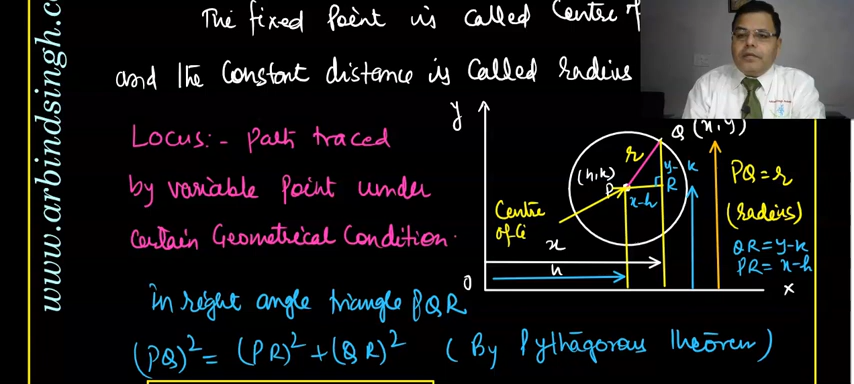 The fixed Point is called Centre of
and the Constant distance is Called radius
Locus:- Path traced
by variable Point under
certain Geometrical Condition.
y
Q (x, y)
r
(h, k)
P
y-k
R
x-h
Centre
of Ci
x
h
O
x
PQ = r
(radius)
QR = y-k
PR = x-h
In right angle triangle PQR
(PQ)² = (PR)² + (QR)² (By Pythagorous Theorem)
www.arbindsingh.co